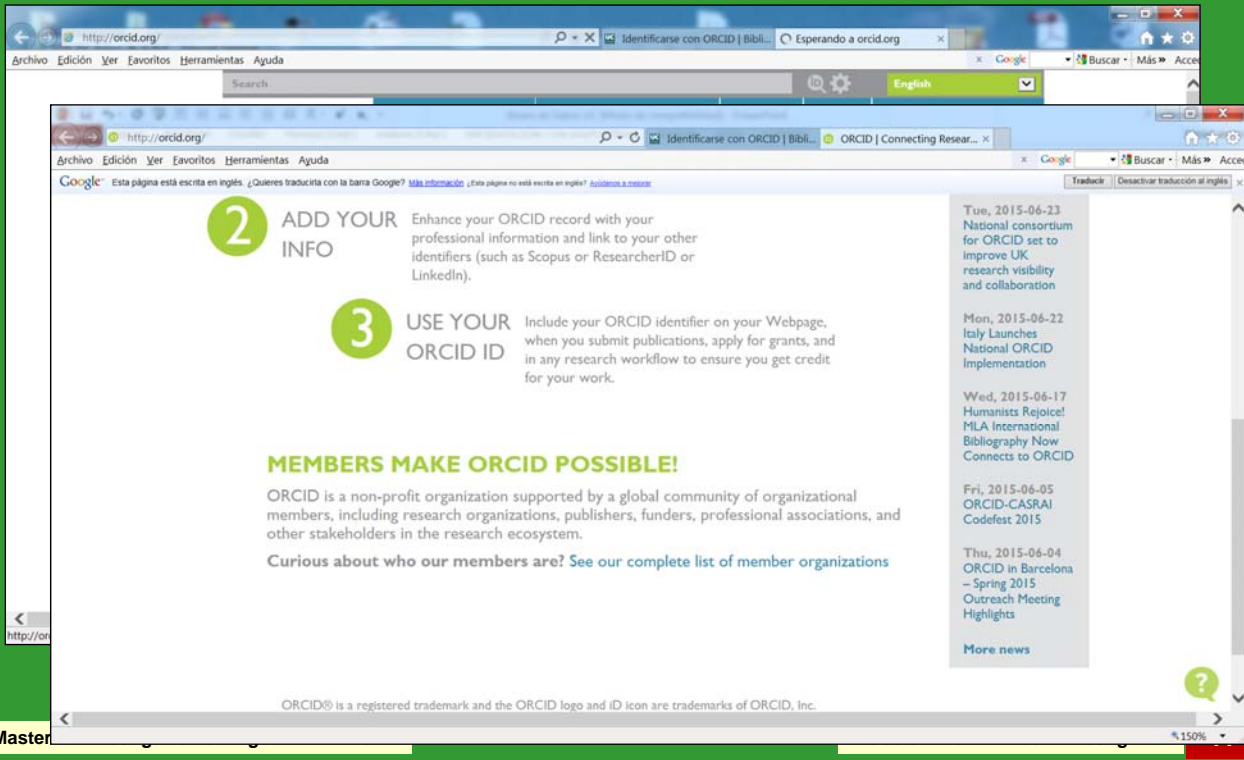 http://orcid.org/
Identificarse con ORCID | Bibli...
Esperando a orcid.org
Archivo Edición Ver Favoritos Herramientas Ayuda
Google
Buscar
Más »
Search
English
http://orcid.org/
Identificarse con ORCID | Bibli...
ORCID | Connecting Resear...
Archivo Edición Ver Favoritos Herramientas Ayuda
Google
Buscar
Más »
Google Esta página está escrita en inglés. ¿Quieres traducirla con la barra Google? Más información ¿Esta página no está escrita en inglés? Ayúdanos a mejorar
Traducir
Desactivar traducción al inglés
2
ADD YOUR
INFO
Enhance your ORCID record with your
professional information and link to your other
identifiers (such as Scopus or ResearcherID or
LinkedIn).
3
USE YOUR
ORCID ID
Include your ORCID identifier on your Webpage,
when you submit publications, apply for grants, and
in any research workflow to ensure you get credit
for your work.
MEMBERS MAKE ORCID POSSIBLE!
ORCID is a non-profit organization supported by a global community of organizational
members, including research organizations, publishers, funders, professional associations, and
other stakeholders in the research ecosystem.
Curious about who our members are? See our complete list of member organizations
Tue, 2015-06-23
National consortium
for ORCID set to
improve UK
research visibility
and collaboration
Mon, 2015-06-22
Italy Launches
National ORCID
Implementation
Wed, 2015-06-17
Humanists Rejoice!
MLA International
Bibliography Now
Connects to ORCID
Fri, 2015-06-05
ORCID-CASRAI
Codefest 2015
Thu, 2015-06-04
ORCID in Barcelona
– Spring 2015
Outreach Meeting
Highlights
More news
ORCID® is a registered trademark and the ORCID logo and iD icon are trademarks of ORCID, Inc.
150%
Master